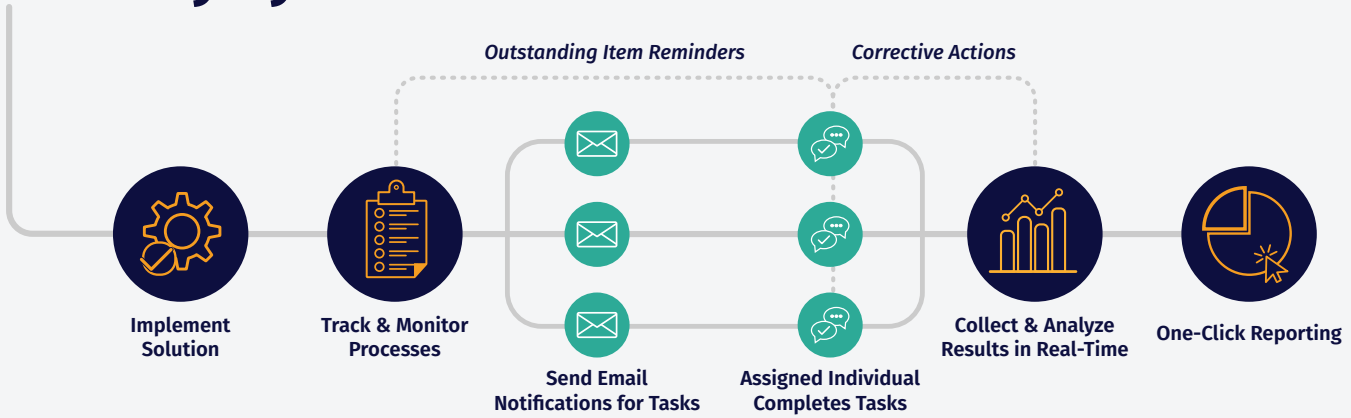 Outstanding Item Reminders
Corrective Actions
Implement
Solution
Track & Monitor
Processes
Send Email
Notifications for Tasks
Assigned Individual
Completes Tasks
Collect & Analyze
Results in Real-Time
One-Click Reporting